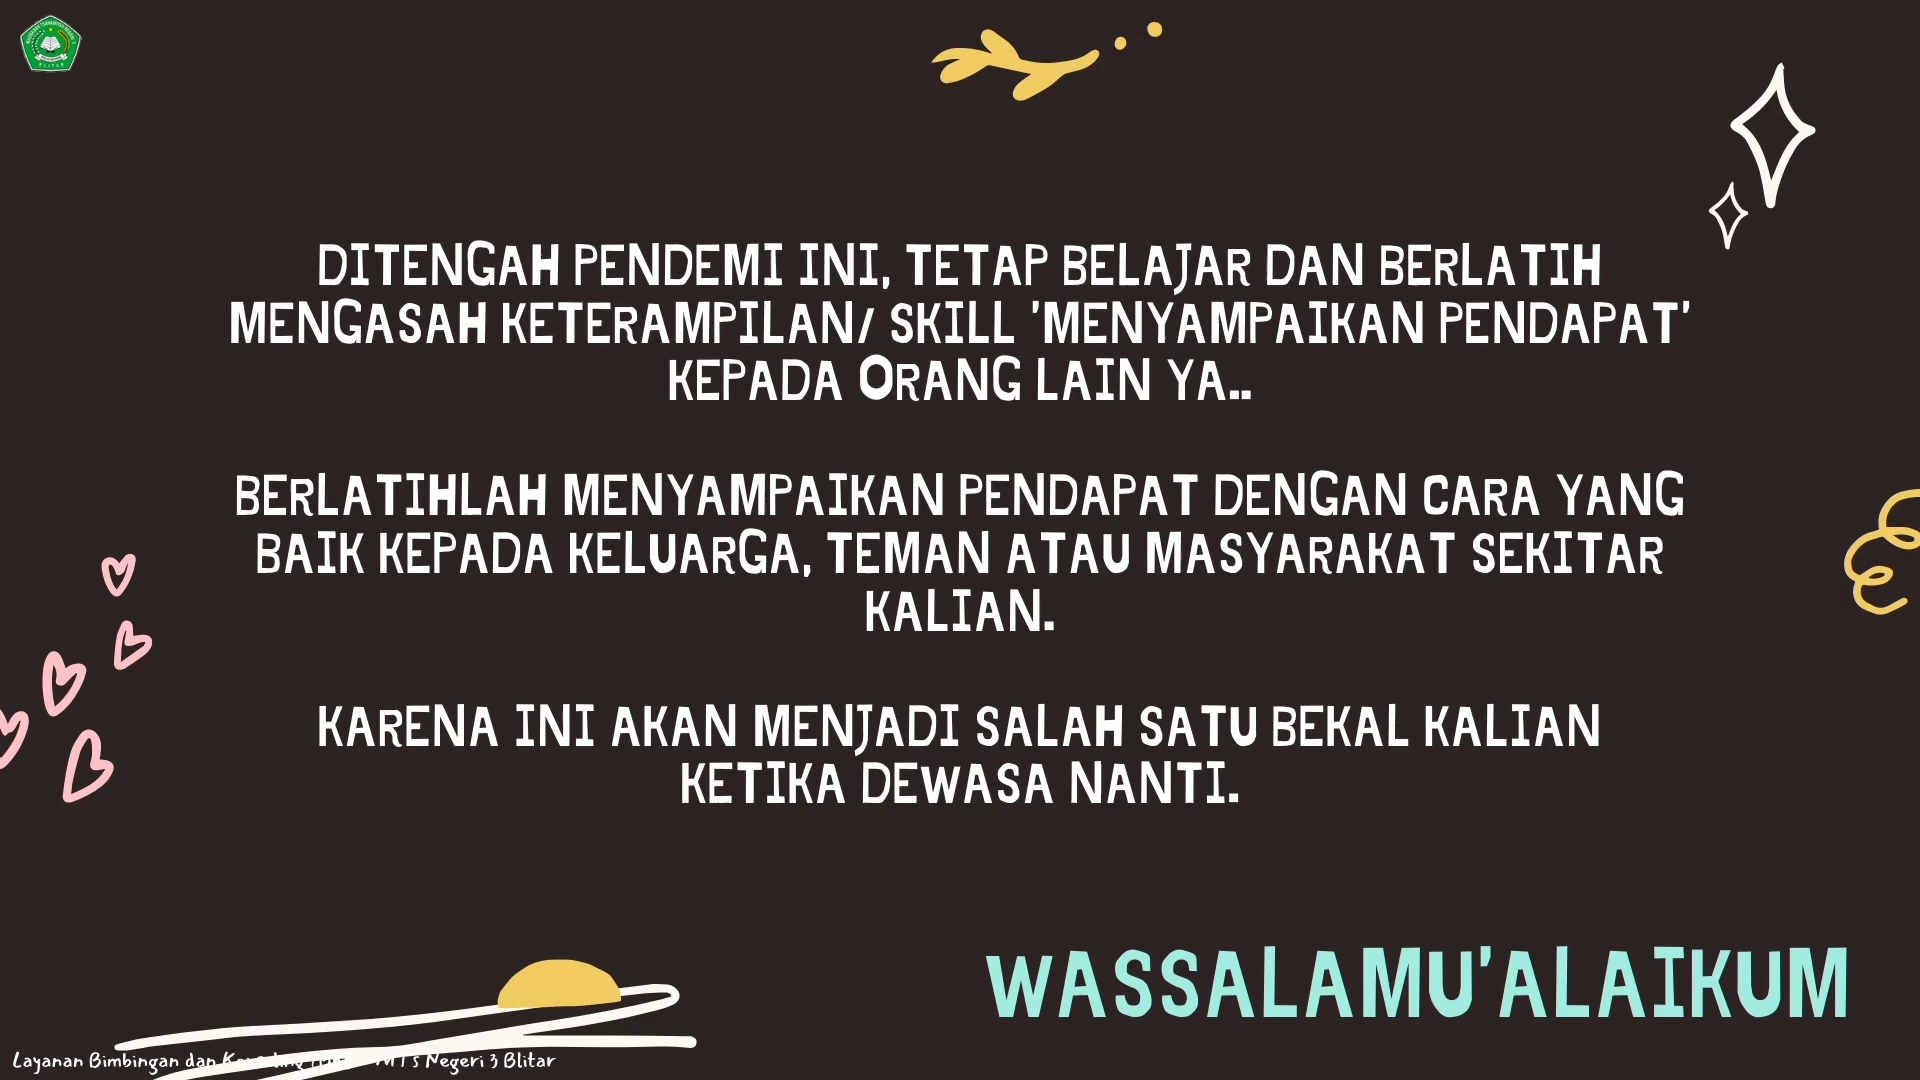 DITENGAH PENDEMI INI, TETAP BELAJAR DAN BERLATIH
MENGASAH KETERAMPILAN/ SKILL 'MENYAMPAIKAN PENDAPAT'
KEPADA ORANG LAIN YA..
BERLATIHLAH MENYAMPAIKAN PENDAPAT DENGAN CARA YANG
BAIK KEPADA KELUARGA, TEMAN ATAU MASYARAKAT SEKITAR
KALIAN.
KARENA INI AKAN MENJADI SALAH SATU BEKAL KALIAN
KETIKA DEWASA NANTI.
WASSALAMU'ALAIKUM
Layanan Bimbingan dan MTs Negeri 3 Blitar